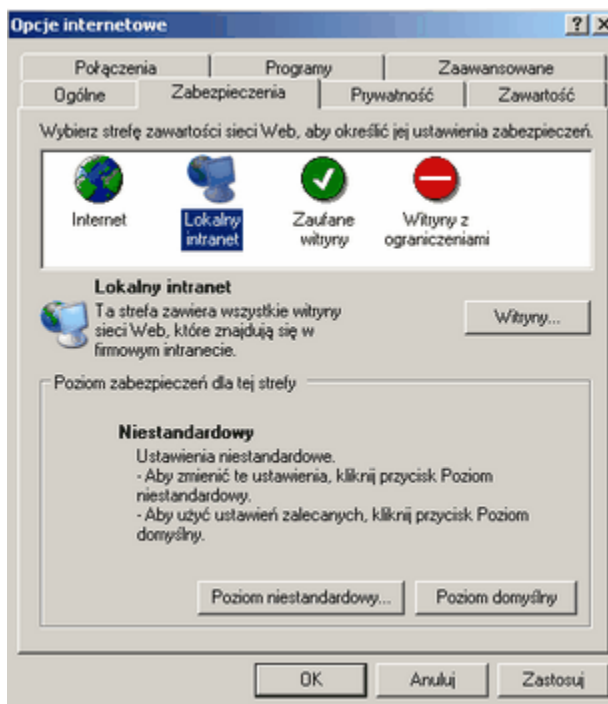 Opcje internetowe
Połączenia Programy Zaawansowane
Ogólne Zabezpieczenia Prywatność Zawartość
Wybierz strefę zawartości sieci Web, aby określić jej ustawienia zabezpieczeń.
Internet
Lokalny
intranet
Zaufane
witryny
Witryny z
ograniczeniami
Lokalny intranet
Ta strefa zawiera wszystkie witryny
sieci Web, które znajdują się w
firmowym intranecie.
Witryny...
Poziom zabezpieczeń dla tej strefy
Niestandardowy
Ustawienia niestandardowe.
- Aby zmienić te ustawienia, kliknij przycisk Poziom
niestandardowy.
- Aby użyć ustawień zalecanych, kliknij przycisk Poziom
domyślny.
Poziom niestandardowy... Poziom domyślny
OK Anuluj Zastosuj